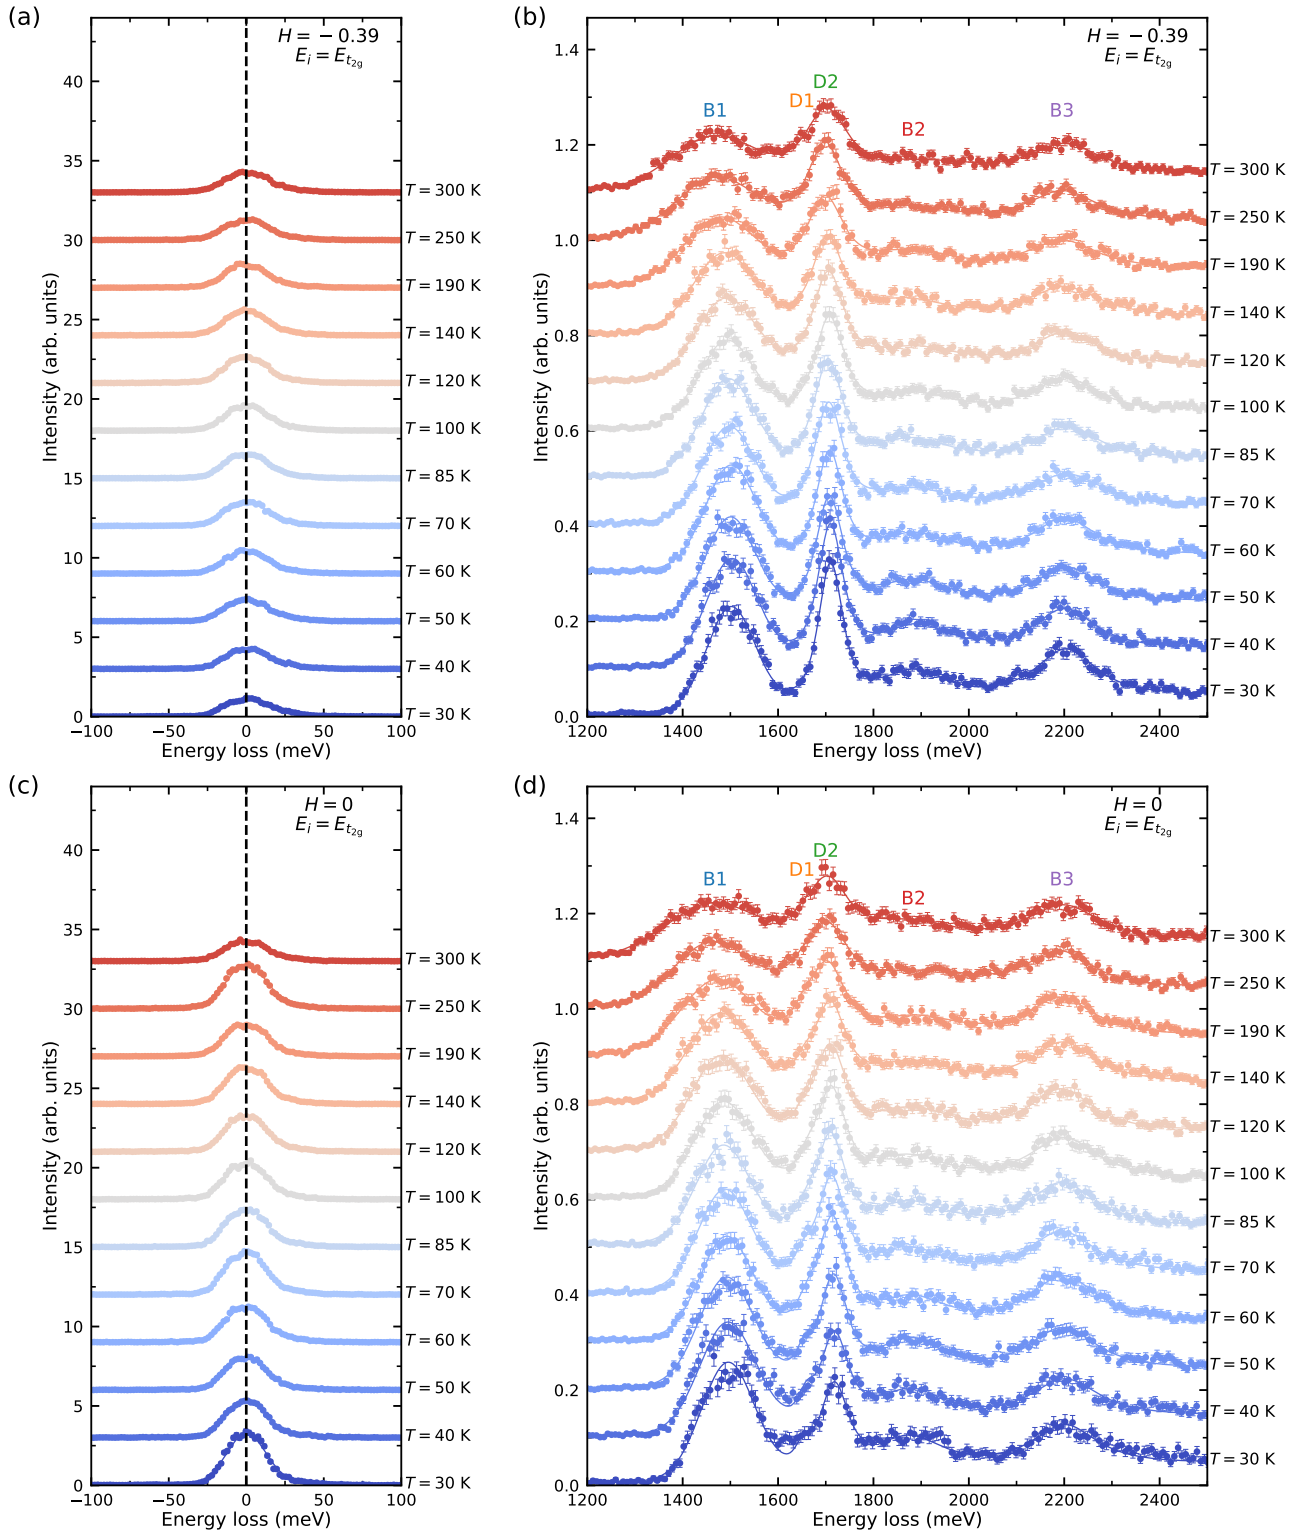 (a)
H = −0.39
E_i = E_{t_{2g}}
40
35
30
25
20
15
10
5
0
Intensity (arb. units)
T = 300 K
T = 250 K
T = 190 K
T = 140 K
T = 120 K
T = 100 K
T = 85 K
T = 70 K
T = 60 K
T = 50 K
T = 40 K
T = 30 K
−100 −50 0 50 100
Energy loss (meV)
(b)
H = −0.39
E_i = E_{t_{2g}}
1.4
1.2
1.0
0.8
0.6
0.4
0.2
0.0
Intensity (arb. units)
D2
D1
B1
B3
B2
T = 300 K
T = 250 K
T = 190 K
T = 140 K
T = 120 K
T = 100 K
T = 85 K
T = 70 K
T = 60 K
T = 50 K
T = 40 K
T = 30 K
1200 1400 1600 1800 2000 2200 2400
Energy loss (meV)
(c)
H = 0
E_i = E_{t_{2g}}
40
35
30
25
20
15
10
5
0
Intensity (arb. units)
T = 300 K
T = 250 K
T = 190 K
T = 140 K
T = 120 K
T = 100 K
T = 85 K
T = 70 K
T = 60 K
T = 50 K
T = 40 K
T = 30 K
−100 −50 0 50 100
Energy loss (meV)
(d)
H = 0
E_i = E_{t_{2g}}
1.4
1.2
1.0
0.8
0.6
0.4
0.2
0.0
Intensity (arb. units)
D2
D1
B1
B3
B2
T = 300 K
T = 250 K
T = 190 K
T = 140 K
T = 120 K
T = 100 K
T = 85 K
T = 70 K
T = 60 K
T = 50 K
T = 40 K
T = 30 K
1200 1400 1600 1800 2000 2200 2400
Energy loss (meV)